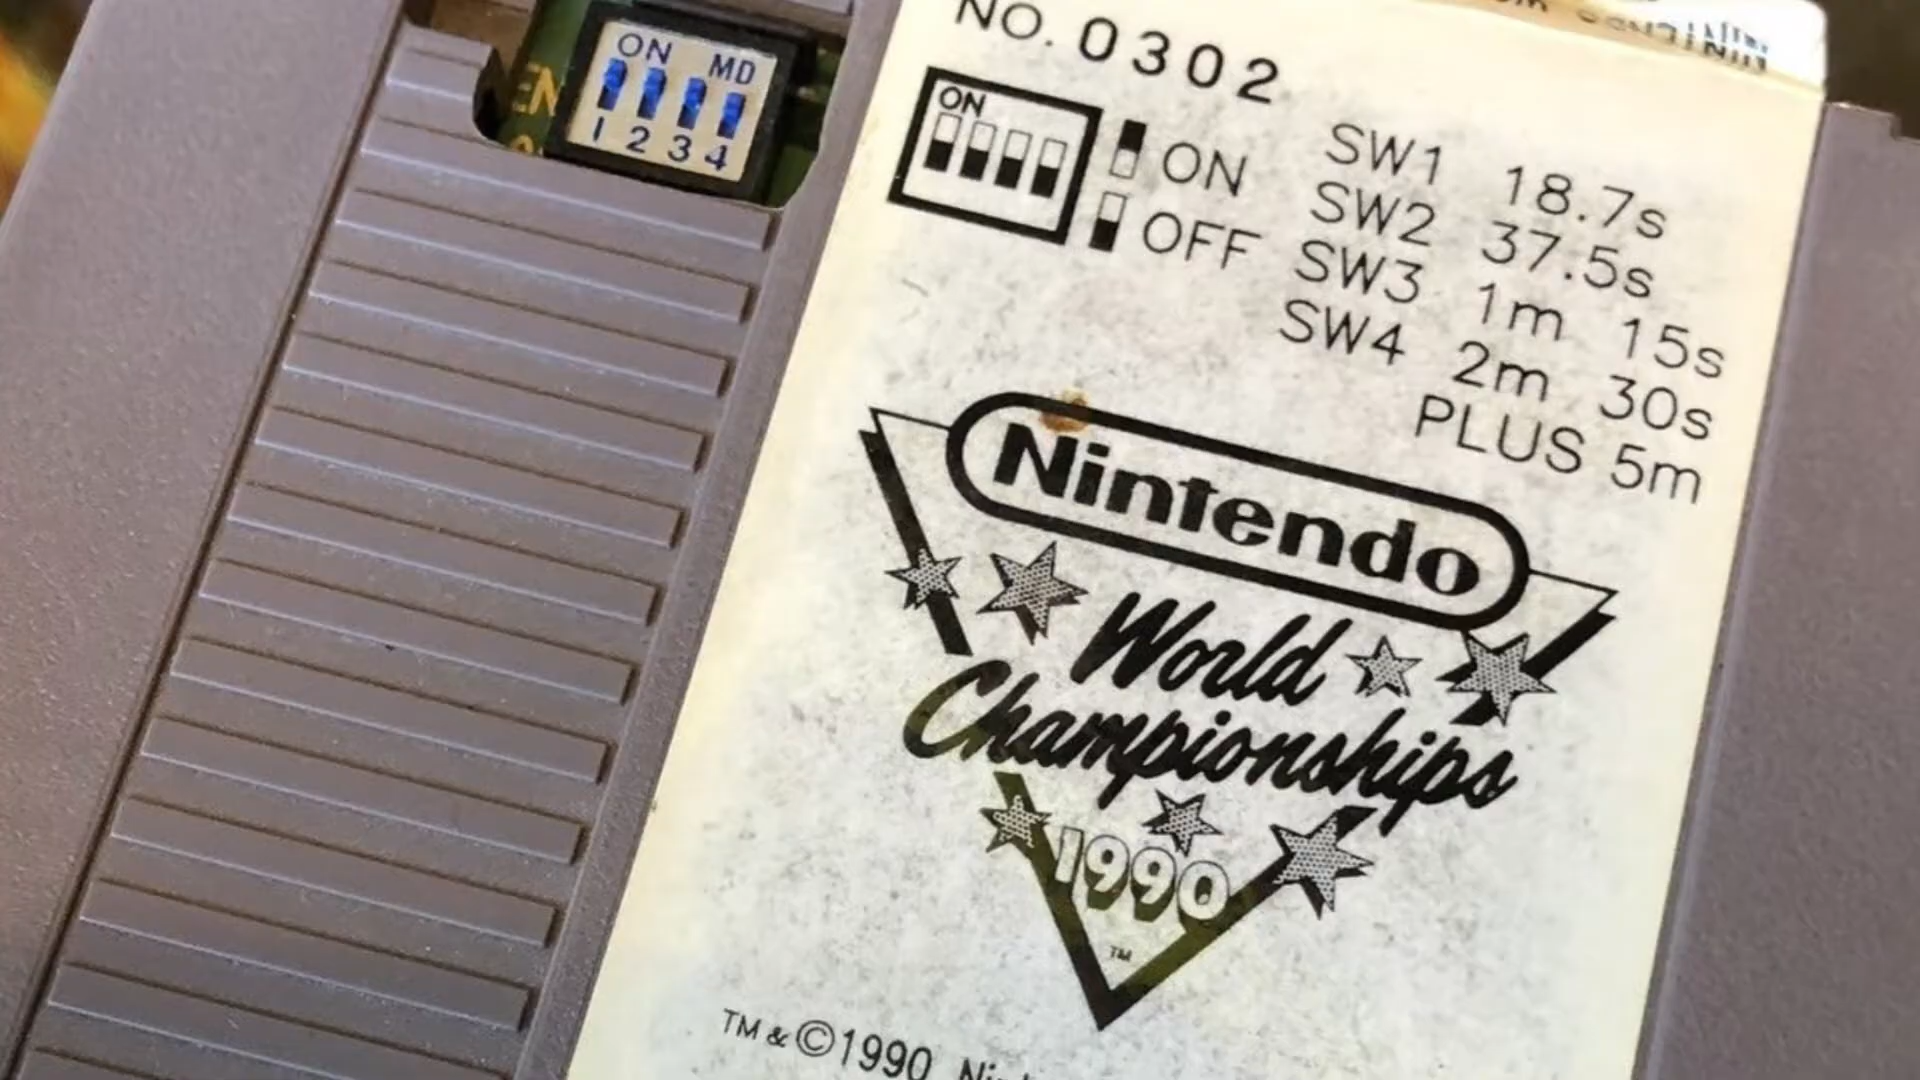 ON MD
1 2 3 4
EN
NO. 0302
ON
ON
OFF
SW1 18.7s
SW2 37.5s
SW3 1m 15s
SW4 2m 30s
PLUS 5m
Nintendo
World
Championships
1990
TM
TM & ©1990